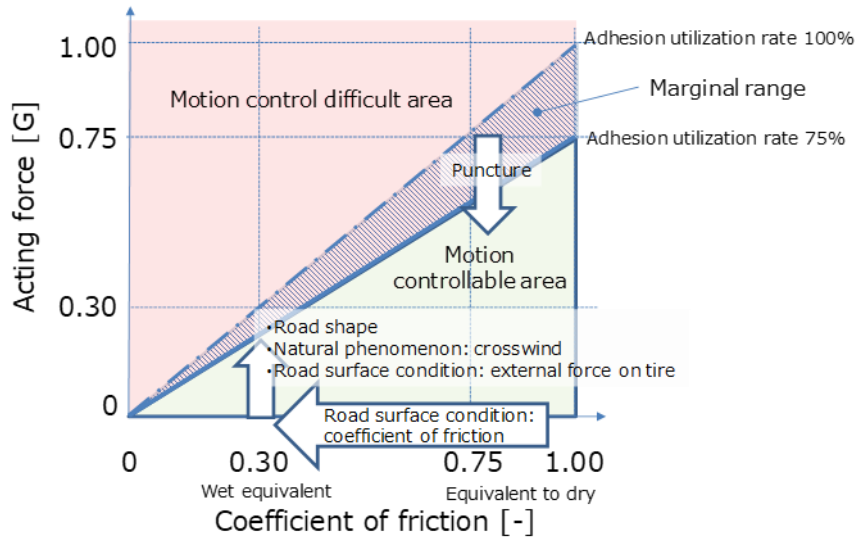 Adhesion utilization rate 100%
1.00
Marginal range
Motion control difficult area
Adhesion utilization rate 75%
0.75
Puncture
Acting force [G]
Motion
controllable area
0.30
•Road shape
•Natural phenomenon: crosswind
•Road surface condition: external force on tire
0
Road surface condition:
coefficient of friction
0
0.30
0.75
1.00
Wet equivalent
Equivalent to dry
Coefficient of friction [-]